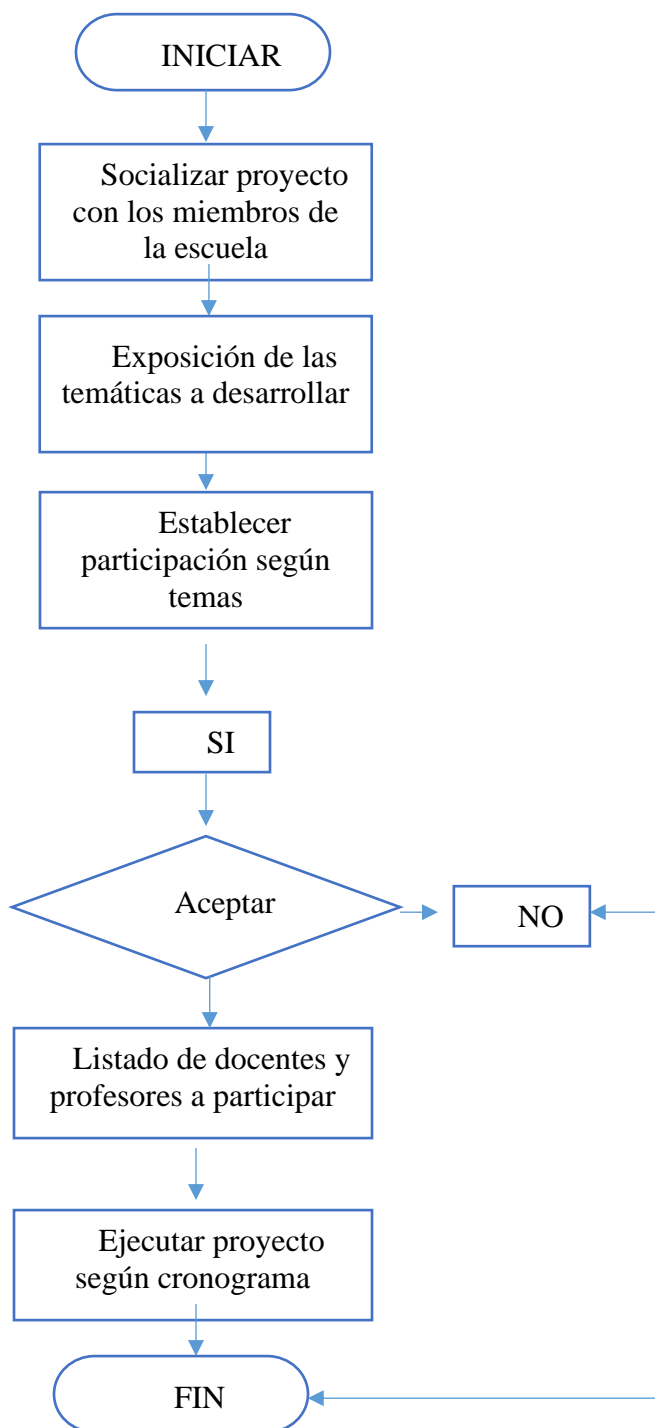 INICIAR
Socializar proyecto
con los miembros de
la escuela
Exposición de las
temáticas a desarrollar
Establecer
participación según
temas
SI
Aceptar
NO
Listado de docentes y
profesores a participar
Ejecutar proyecto
según cronograma
FIN